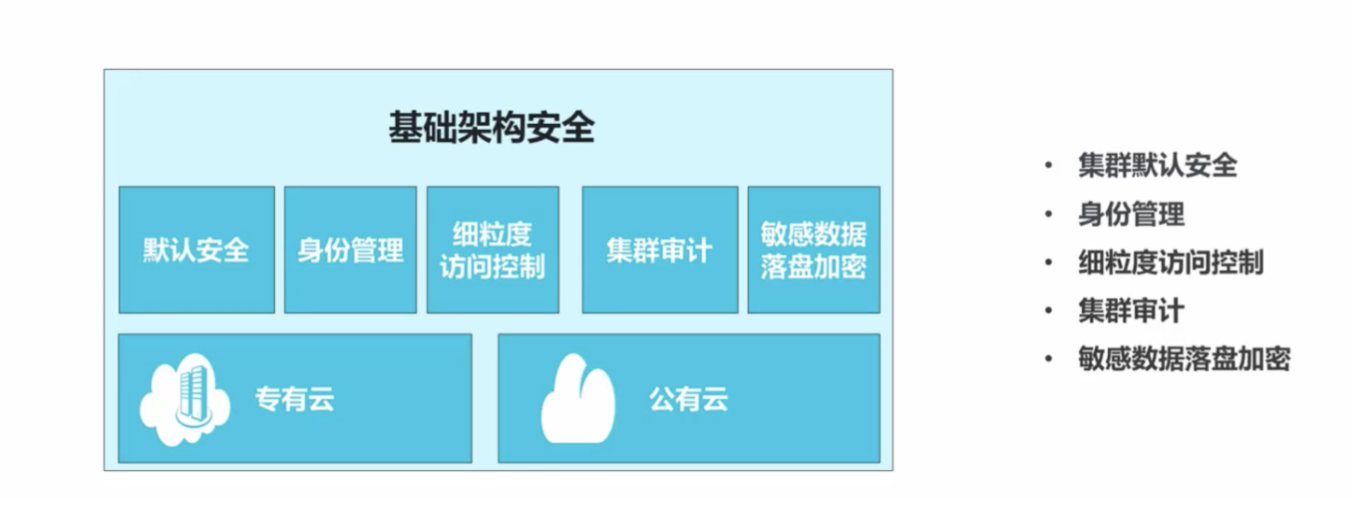 基础架构安全
默认安全
身份管理
细粒度
访问控制
集群审计
敏感数据
落盘加密
专有云
公有云
• 集群默认安全
• 身份管理
• 细粒度访问控制
• 集群审计
• 敏感数据落盘加密